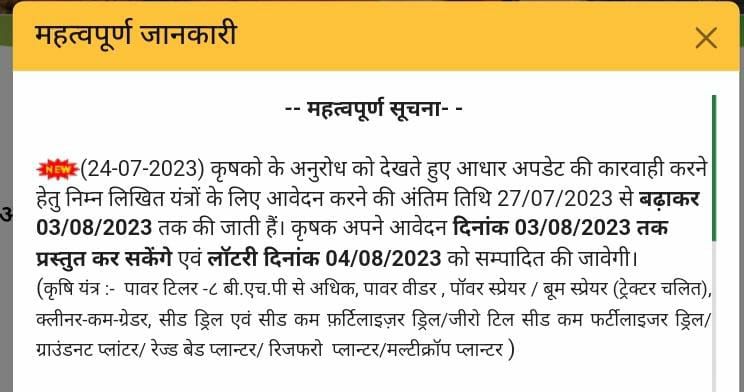 महत्वपूर्ण जानकारी
-- महत्वपूर्ण सूचना- -
NEW (24-07-2023) कृषको के अनुरोध को देखते हुए आधार अपडेट की कारवाही करने
हेतु निम्न लिखित यंत्रों के लिए आवेदन करने की अंतिम तिथि 27/07/2023 से बढ़ाकर
03/08/2023 तक की जाती हैं। कृषक अपने आवेदन दिनांक 03/08/2023 तक
प्रस्तुत कर सकेंगे एवं लॉटरी दिनांक 04/08/2023 को सम्पादित की जावेगी।
(कृषि यंत्र :- पावर टिलर -८ बी.एच.पी से अधिक, पावर वीडर , पॉवर स्प्रेयर / बूम स्प्रेयर (ट्रेक्टर चलित),
क्लीनर-कम-ग्रेडर, सीड ड्रिल एवं सीड कम फ़र्टिलाइज़र ड्रिल/जीरो टिल सीड कम फर्टीलाइजर ड्रिल/
ग्राउंडनट प्लांटर/ रेज्ड बेड प्लान्टर/ रिजफरो प्लान्टर/मल्टीक्रॉप प्लान्टर )